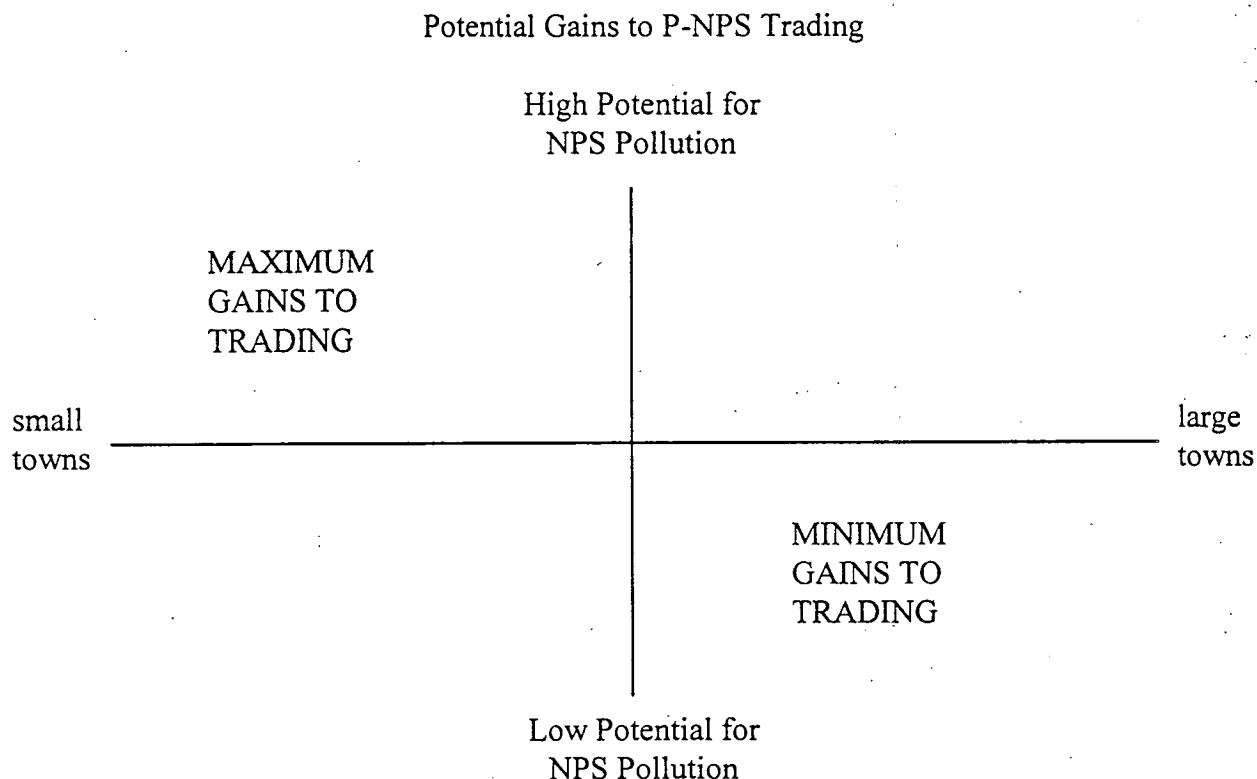 Potential Gains to P-NPS Trading
High Potential for
NPS Pollution
MAXIMUM
GAINS TO
TRADING
small
towns
large
towns
MINIMUM
GAINS TO
TRADING
Low Potential for
NPS Pollution